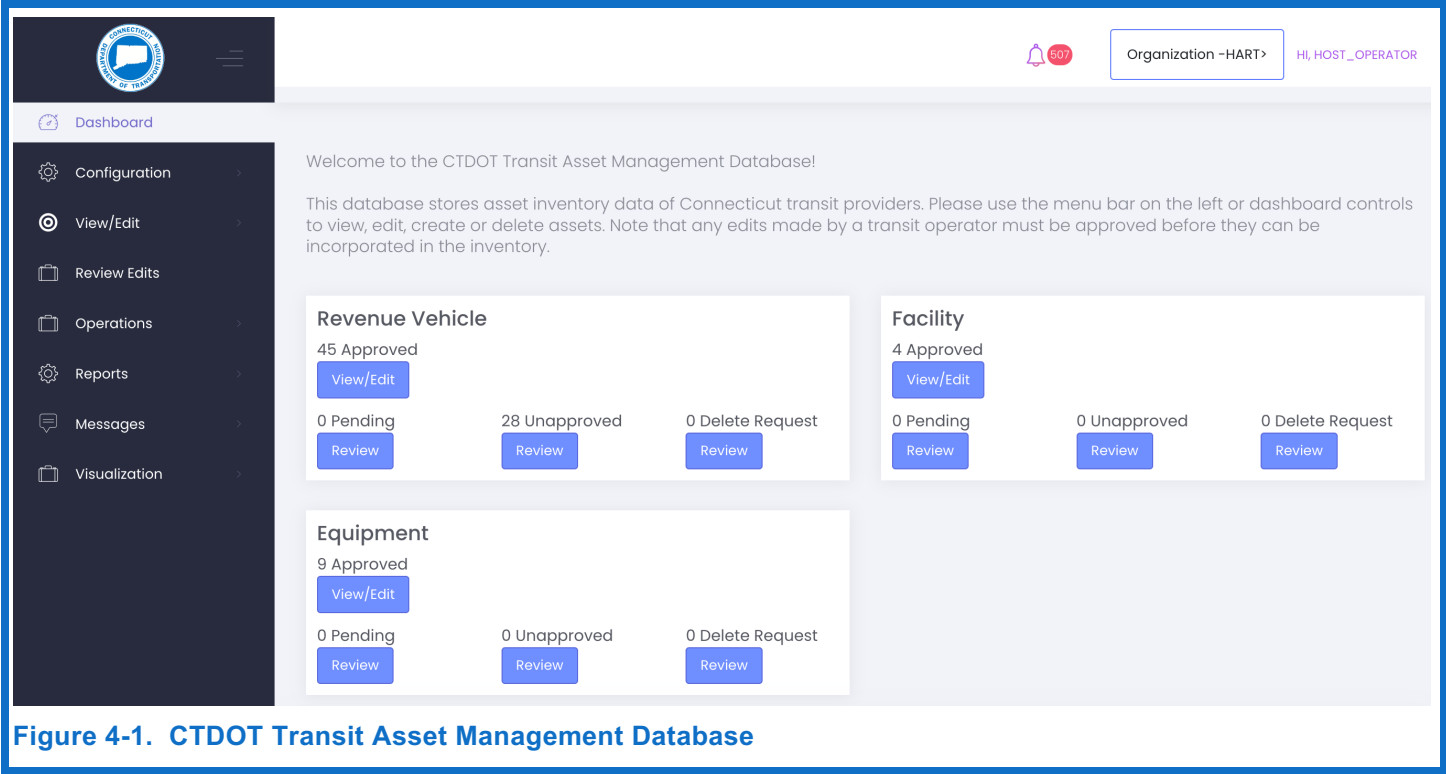 CONNECTICUT
DEPARTMENT OF TRANSPORTATION
507
Organization -HART>
HI, HOST_OPERATOR
Dashboard
Configuration
View/Edit
Review Edits
Operations
Reports
Messages
Visualization
Welcome to the CTDOT Transit Asset Management Database!
This database stores asset inventory data of Connecticut transit providers. Please use the menu bar on the left or dashboard controls
to view, edit, create or delete assets. Note that any edits made by a transit operator must be approved before they can be
incorporated in the inventory.
Revenue Vehicle
45 Approved
View/Edit
0 Pending 28 Unapproved 0 Delete Request
Review Review Review
Facility
4 Approved
View/Edit
0 Pending 0 Unapproved 0 Delete Request
Review Review Review
Equipment
9 Approved
View/Edit
0 Pending 0 Unapproved 0 Delete Request
Review Review Review
Figure 4-1. CTDOT Transit Asset Management Database